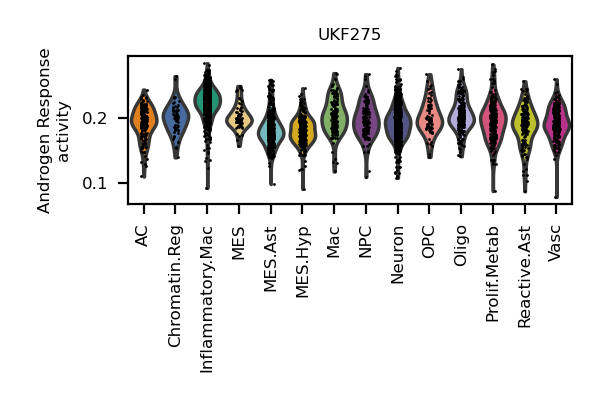 UKF275
Androgen Response
activity
0.2
0.1
AC
Chromatin.Reg
Inflammatory.Mac
MES
MES.Ast
MES.Hyp
Mac
NPC
Neuron
OPC
Oligo
Prolif.Metab
Reactive.Ast
Vasc